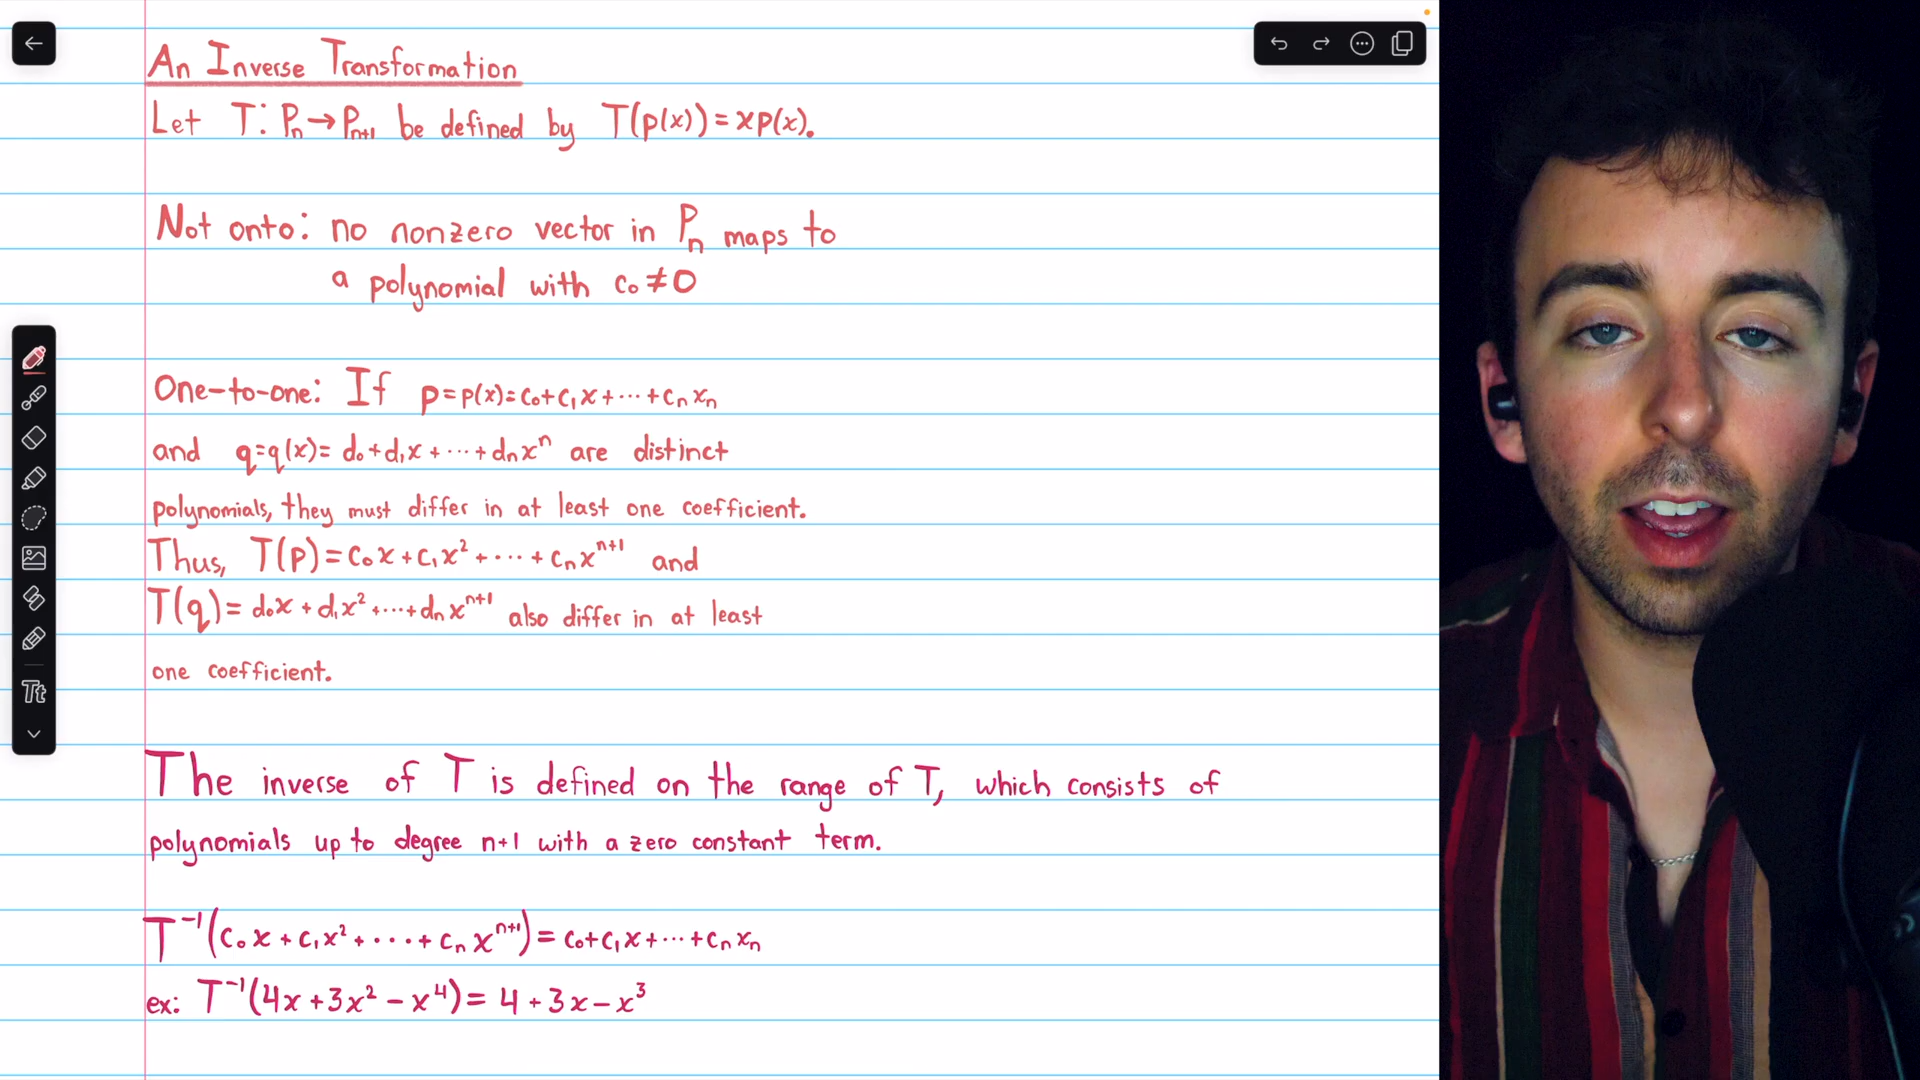 An Inverse Transformation
Let T: Pₙ → Pₙ₊₁ be defined by T(p(x)) = xp(x).
Not onto: no nonzero vector in Pₙ maps to
a polynomial with c₀ ≠ 0
One-to-one: If p = p(x) = c₀ + c₁x + ⋯ + cₙxₙ
and q = q(x) = d₀ + d₁x + ⋯ + dₙxⁿ are distinct
polynomials, they must differ in at least one coefficient.
Thus, T(p) = c₀x + c₁x² + ⋯ + cₙxⁿ⁺¹ and
T(q) = d₀x + d₁x² + ⋯ + dₙxⁿ⁺¹ also differ in at least
one coefficient.
The inverse of T is defined on the range of T, which consists of
polynomials up to degree n+1 with a zero constant term.
T⁻¹(c₀x + c₁x² + ⋯ + cₙxⁿ⁺¹) = c₀ + c₁x + ⋯ + cₙxₙ
ex: T⁻¹(4x + 3x² − x⁴) = 4 + 3x − x³
Tt